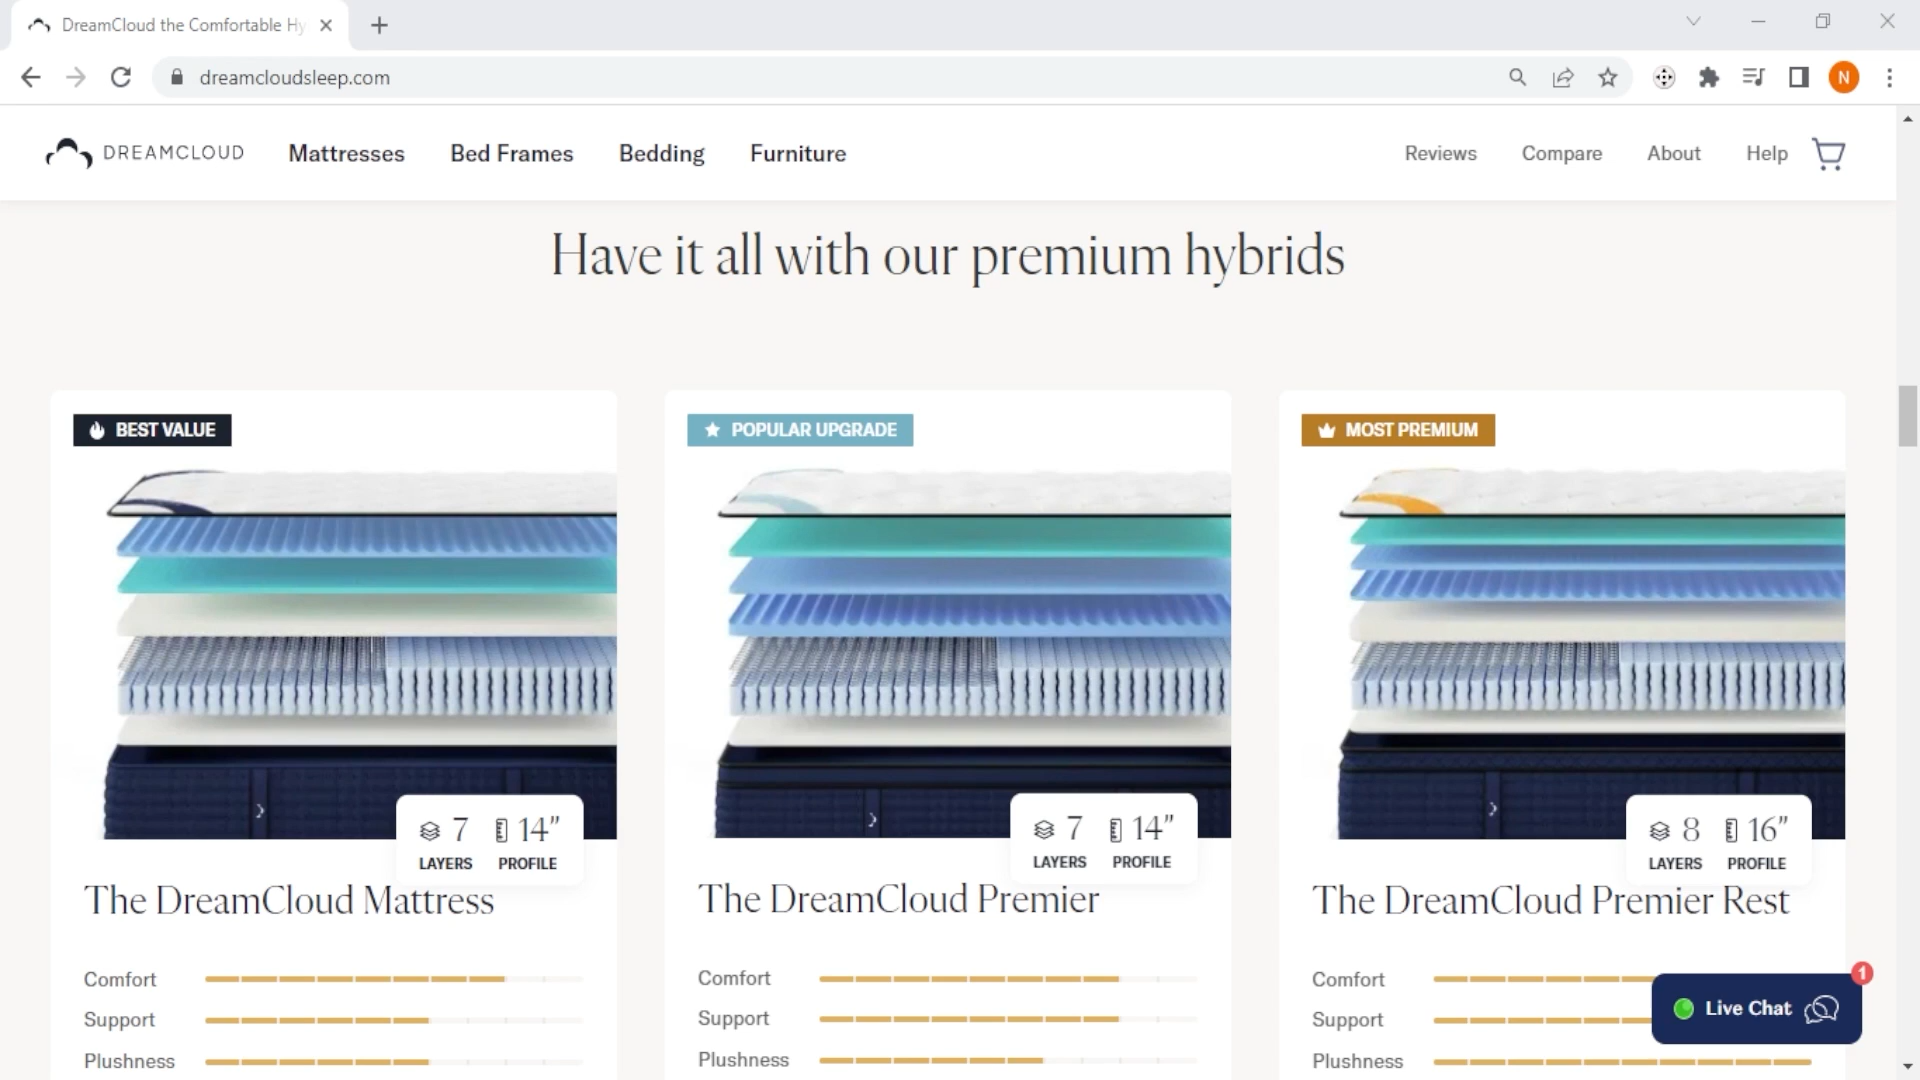 DreamCloud the Comfortable Hy
dreamcloudsleep.com
N
DREAMCLOUD
Mattresses
Bed Frames
Bedding
Furniture
Reviews
Compare
About
Help
Have it all with our premium hybrids
BEST VALUE
7 14"
LAYERS PROFILE
The DreamCloud Mattress
Comfort
Support
Plushness
POPULAR UPGRADE
7 14"
LAYERS PROFILE
The DreamCloud Premier
Comfort
Support
Plushness
MOST PREMIUM
8 16"
LAYERS PROFILE
The DreamCloud Premier Rest
Comfort
Support
Plushness
1
Live Chat